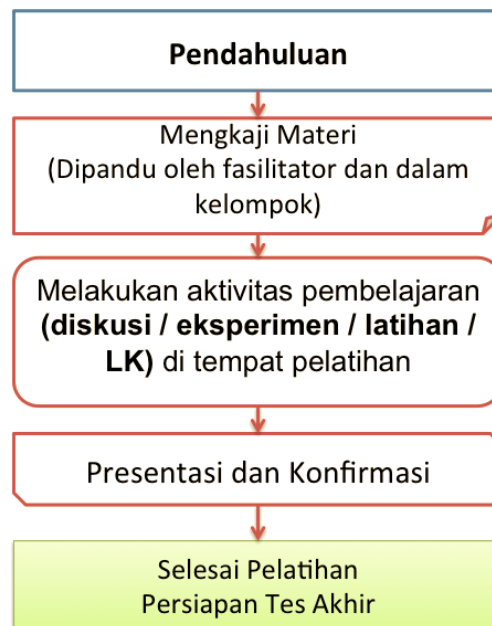 Pendahuluan
Mengkaji Materi
(Dipandu oleh fasilitator dan dalam
kelompok)
Melakukan aktivitas pembelajaran
(diskusi / eksperimen / latihan /
LK) di tempat pelatihan
Presentasi dan Konfirmasi
Selesai Pelatihan
Persiapan Tes Akhir